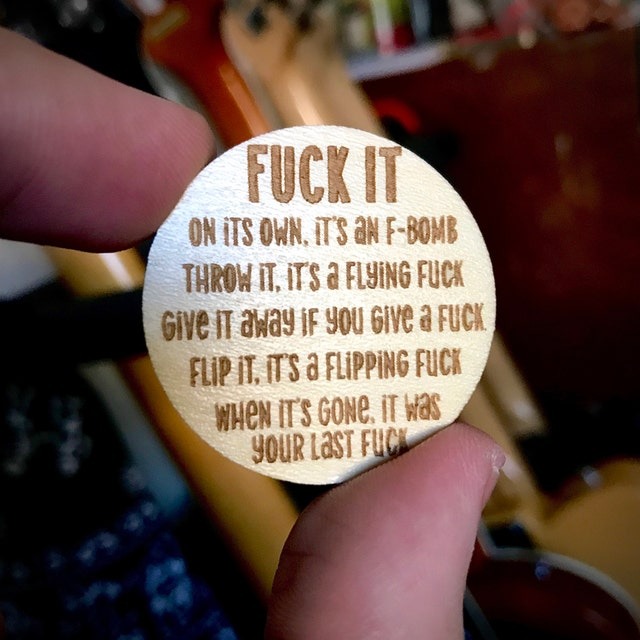 FUCK IT
ON iTS OWN. iT'S aN F-BOMB
THROW IT. iT'S a FLYING FUCK
Give IT aWay IF you Give a FUCK
FLiP IT. IT'S a FLIPPING FUCK
WHEN IT'S GONE. IT Was
youR LasT FUCK